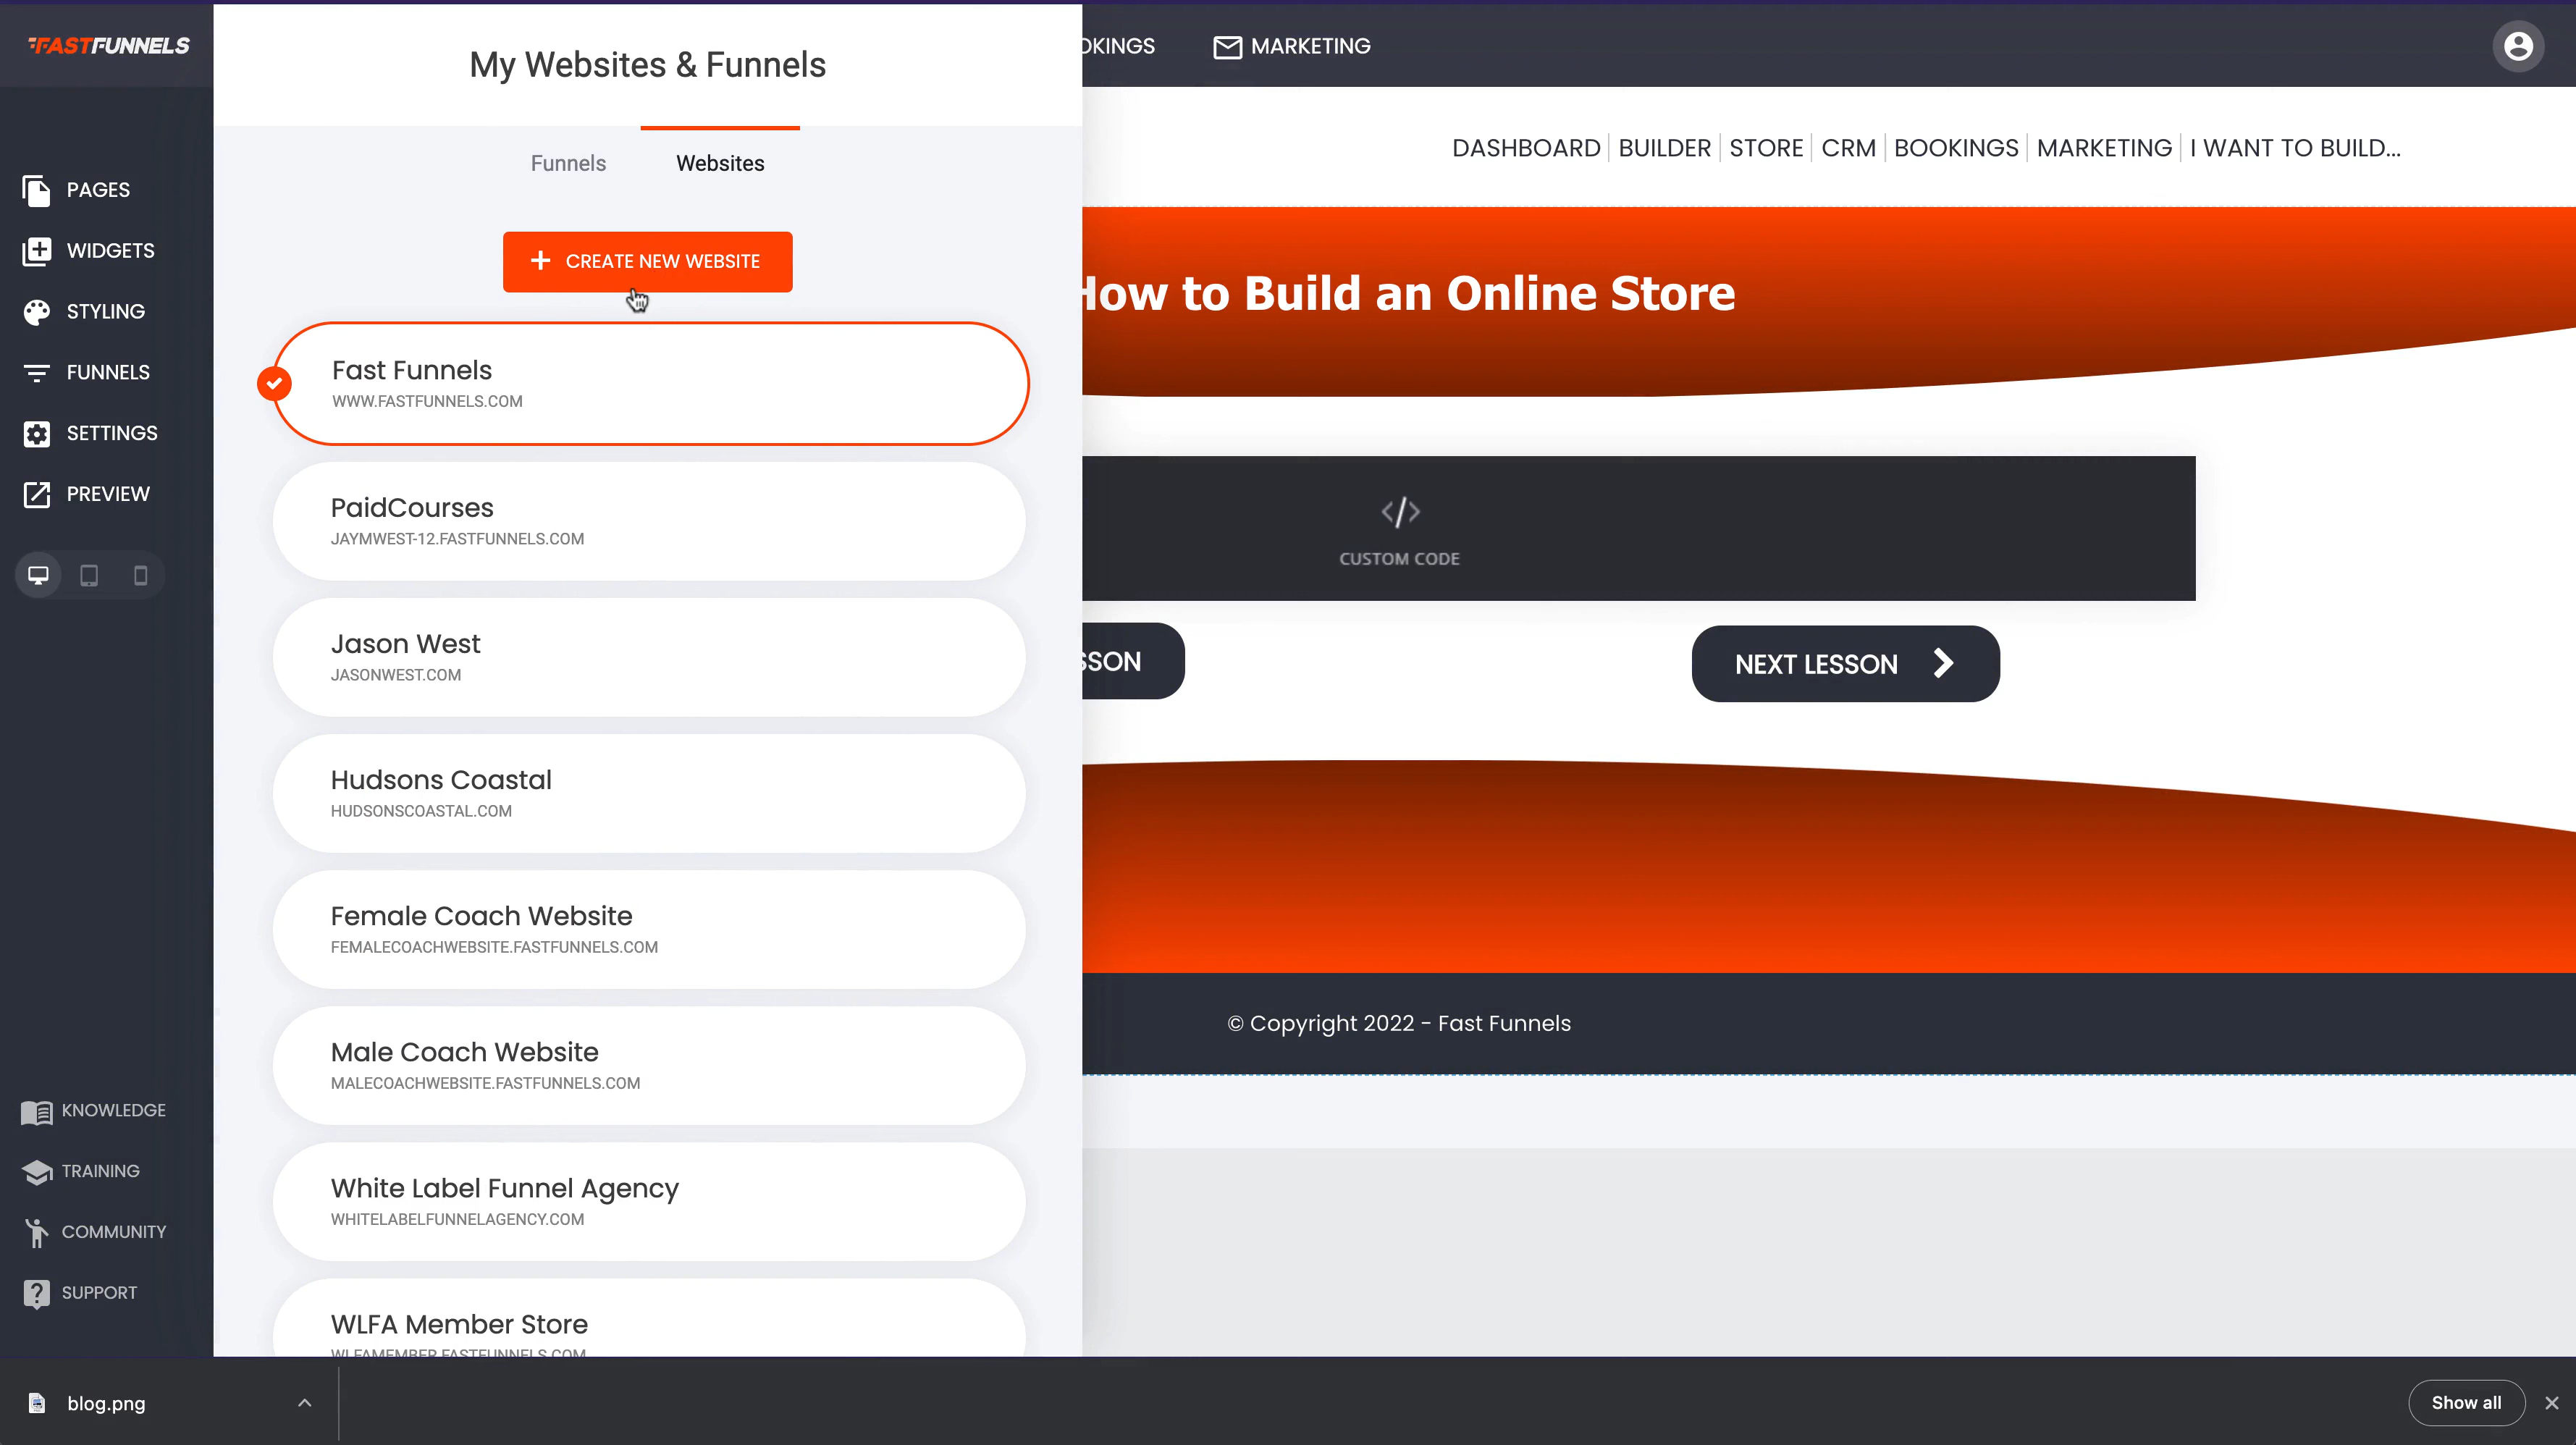 FASTFUNNELS
PAGES
WIDGETS
STYLING
FUNNELS
SETTINGS
PREVIEW
KNOWLEDGE
TRAINING
COMMUNITY
SUPPORT
My Websites & Funnels
Funnels
Websites
+ CREATE NEW WEBSITE
Fast Funnels
WWW.FASTFUNNELS.COM
PaidCourses
JAYMWEST-12.FASTFUNNELS.COM
Jason West
JASONWEST.COM
Hudsons Coastal
HUDSONSCOASTAL.COM
Female Coach Website
FEMALECOACHWEBSITE.FASTFUNNELS.COM
Male Coach Website
MALECOACHWEBSITE.FASTFUNNELS.COM
White Label Funnel Agency
WHITELABELFUNNELAGENCY.COM
WLFA Member Store
WLFAMEMBER.FASTFUNNELS.COM
OKINGS
MARKETING
DASHBOARD BUILDER STORE CRM BOOKINGS MARKETING I WANT TO BUILD...
How to Build an Online Store
</>
CUSTOM CODE
SSON
NEXT LESSON
© Copyright 2022 - Fast Funnels
blog.png
Show all